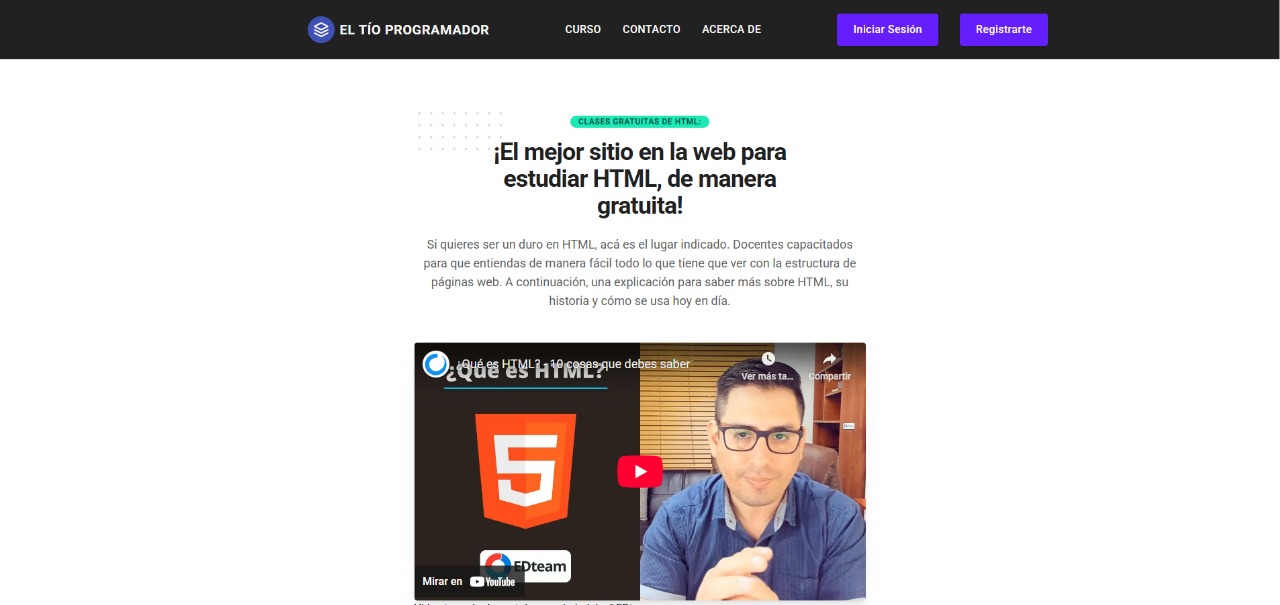 EL TÍO PROGRAMADOR
CURSO
CONTACTO
ACERCA DE
Iniciar Sesión
Registrarte
CLASES GRATUITAS DE HTML:
¡El mejor sitio en la web para
estudiar HTML, de manera
gratuita!
Si quieres ser un duro en HTML, acá es el lugar indicado. Docentes capacitados
para que entiendas de manera fácil todo lo que tiene que ver con la estructura de
páginas web. A continuación, una explicación para saber más sobre HTML, su
historia y cómo se usa hoy en día.
¿Qué es HTML? - 10 cosas que debes saber
¿Qué es HTML?
Ver más ta...
Compartir
5
EDteam
Mirar en YouTube